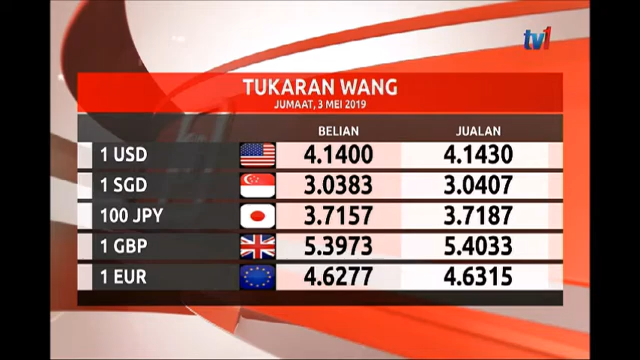 tv1
TUKARAN WANG
JUMAAT, 3 MEI 2019
BELIAN JUALAN
1 USD 4.1400 4.1430
1 SGD 3.0383 3.0407
100 JPY 3.7157 3.7187
1 GBP 5.3973 5.4033
1 EUR 4.6277 4.6315